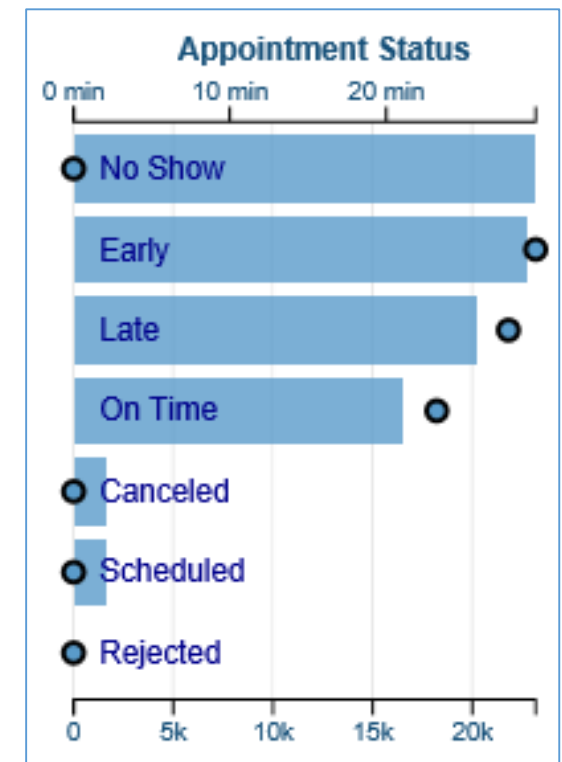 Appointment Status
0 min 10 min 20 min
No Show
Early
Late
On Time
Canceled
Scheduled
Rejected
0 5k 10k 15k 20k